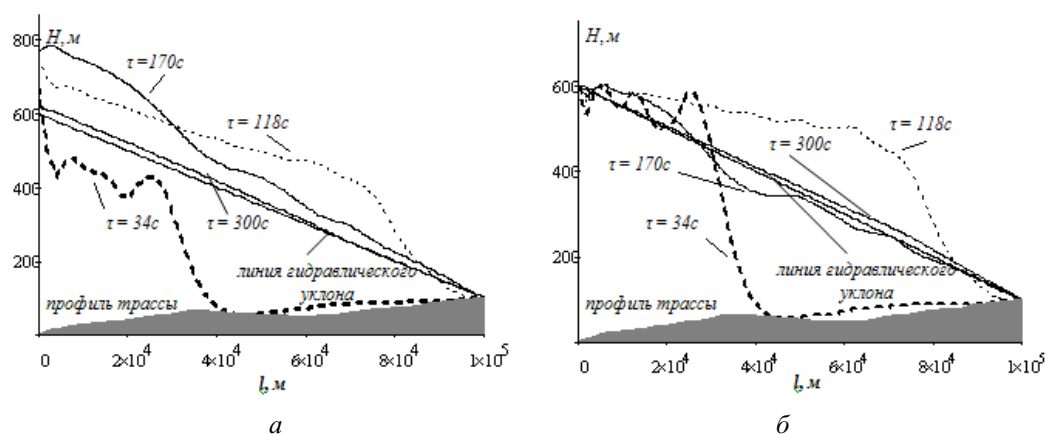 H, м
800
600
400
200
0
τ =170с
τ = 118с
τ = 34с
τ = 300с
линия гидравлического
уклона
профиль трассы
0
2×10⁴
4×10⁴
6×10⁴
8×10⁴
1×10⁵
l, м
а
H, м
600
400
200
0
τ = 118с
τ = 300с
τ = 170с
τ = 34с
линия гидравлического
уклона
профиль трассы
0
2×10⁴
4×10⁴
6×10⁴
8×10⁴
1×10⁵
l, м
б